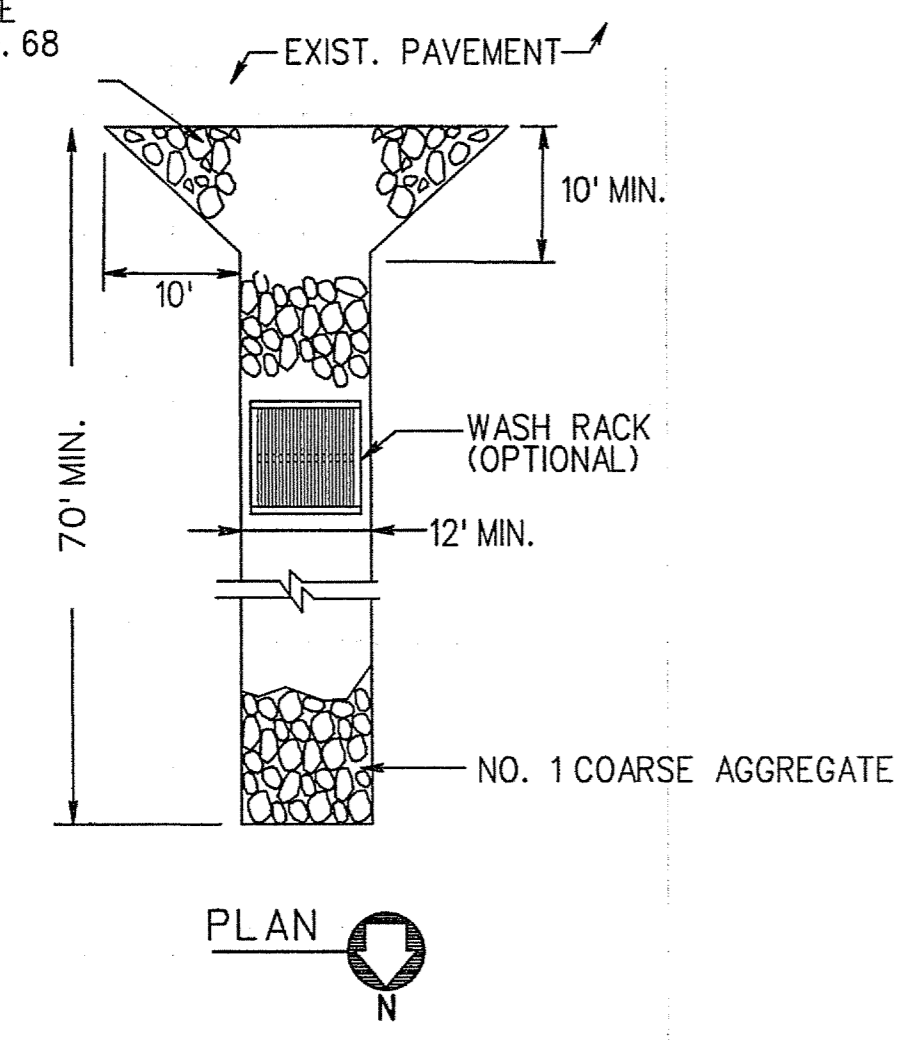 . 68
EXIST. PAVEMENT
10' MIN.
10'
70' MIN.
WASH RACK
(OPTIONAL)
12' MIN.
NO. 1 COARSE AGGREGATE
PLAN
N